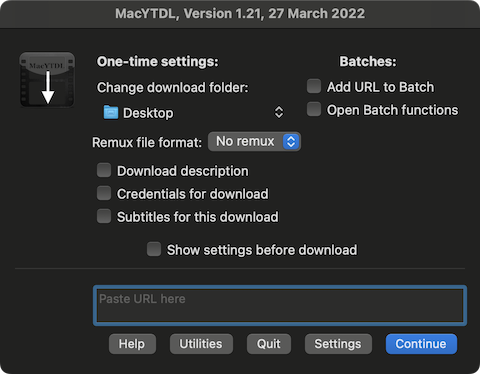 MacYTDL, Version 1.21, 27 March 2022
MacYTDL
One-time settings:
Batches:
Change download folder:
Add URL to Batch
Desktop
Open Batch functions
Remux file format: No remux
Download description
Credentials for download
Subtitles for this download
Show settings before download
Paste URL here
Help Utilities Quit Settings Continue